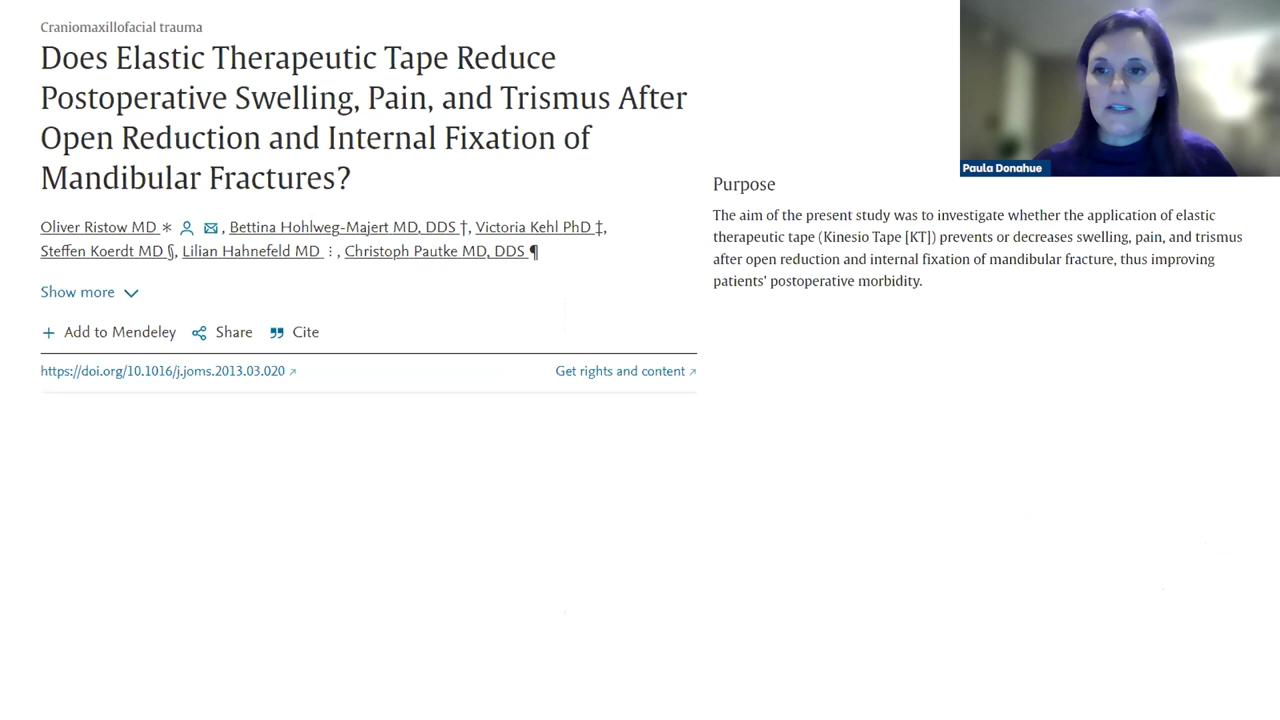 Craniomaxillofacial trauma
Does Elastic Therapeutic Tape Reduce
Postoperative Swelling, Pain, and Trismus After
Open Reduction and Internal Fixation of
Mandibular Fractures?
Oliver Ristow MD ∗ , Bettina Hohlweg-Majert MD, DDS †, Victoria Kehl PhD ‡,
Steffen Koerdt MD §, Lilian Hahnefeld MD ⋮, Christoph Pautke MD, DDS ¶
Show more
+ Add to Mendeley Share Cite
https://doi.org/10.1016/j.joms.2013.03.020 ↗
Get rights and content ↗
Paula Donahue
Purpose
The aim of the present study was to investigate whether the application of elastic
therapeutic tape (Kinesio Tape [KT]) prevents or decreases swelling, pain, and trismus
after open reduction and internal fixation of mandibular fracture, thus improving
patients' postoperative morbidity.